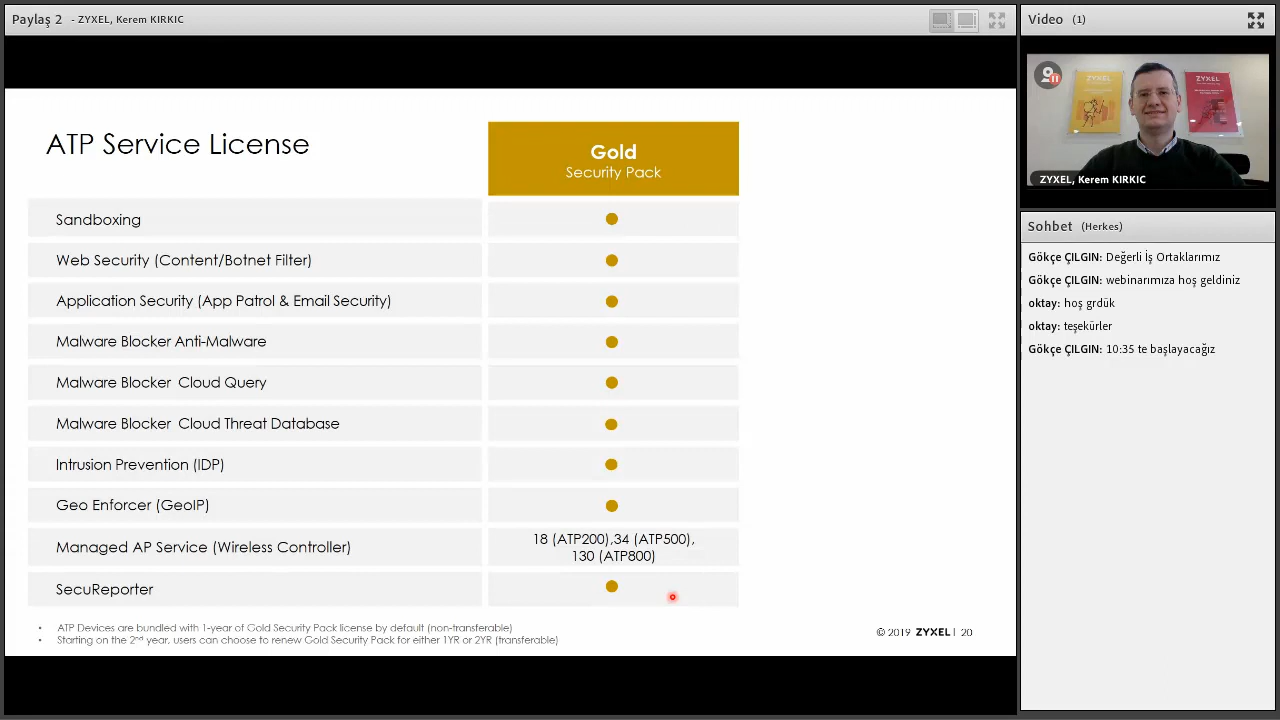 Paylaş 2 - ZYXEL, Kerem KIRKIC
ATP Service License
Gold
Security Pack
Sandboxing
Web Security (Content/Botnet Filter)
Application Security (App Patrol & Email Security)
Malware Blocker Anti-Malware
Malware Blocker Cloud Query
Malware Blocker Cloud Threat Database
Intrusion Prevention (IDP)
Geo Enforcer (GeoIP)
Managed AP Service (Wireless Controller)
18 (ATP200),34 (ATP500),
130 (ATP800)
SecuReporter
• ATP Devices are bundled with 1-year of Gold Security Pack license by default (non-transferable)
• Starting on the 2nd year, users can choose to renew Gold Security Pack for either 1YR or 2YR (transferable)
© 2019 ZYXEL | 20
Video (1)
ZYXEL
ZYXEL
ZYXEL, Kerem KIRKIC
Sohbet (Herkes)
Gökçe ÇILGIN: Değerli İş Ortaklarımız
Gökçe ÇILGIN: webinarımıza hoş geldiniz
oktay: hoş grdük
oktay: teşekürler
Gökçe ÇILGIN: 10:35 te başlayacağız